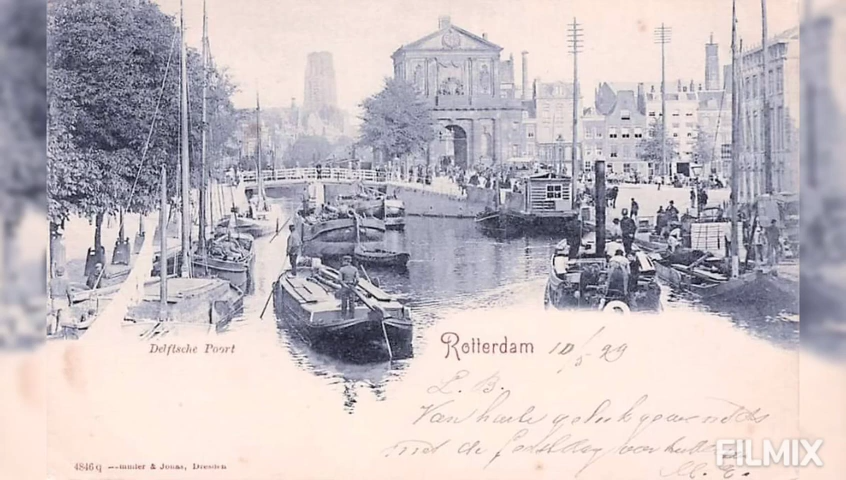 Delftsche Poort
Rotterdam 10/5 99
L. B.
Van harte geluk gewenscht
met de
M. E.
4846 q & Jonas, Dresden
FILMIX